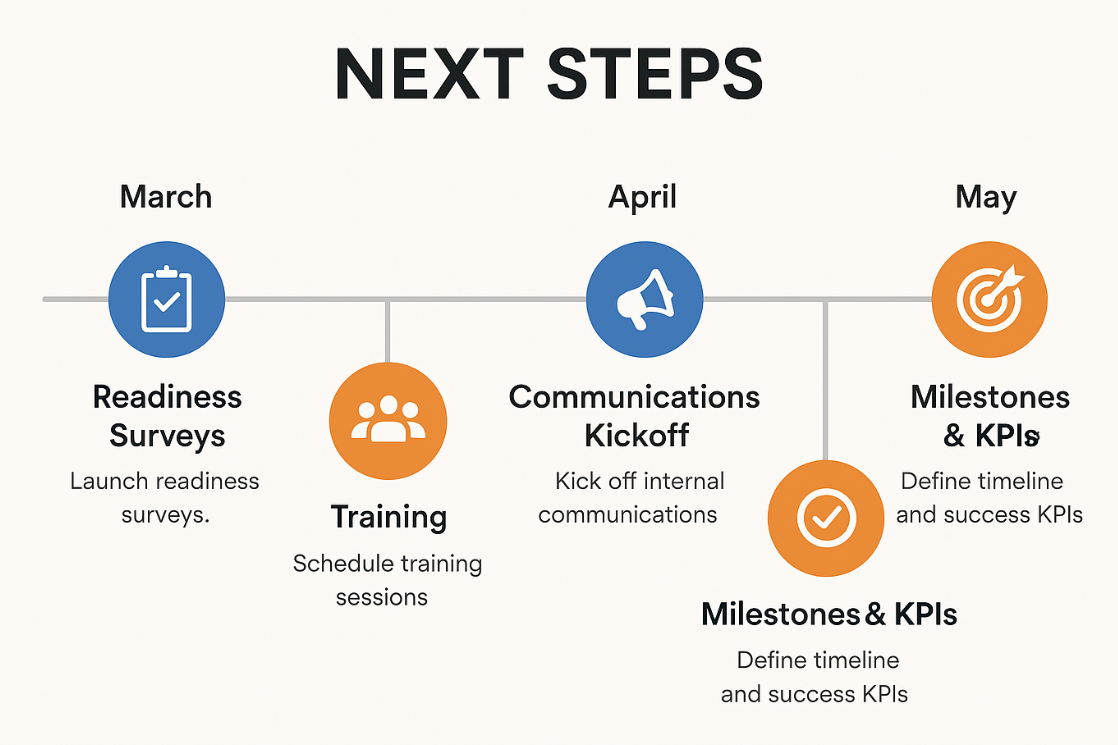 NEXT STEPS
March
April
May
Readiness
Surveys
Launch readiness
surveys.
Training
Schedule training
sessions
Communications
Kickoff
Kick off internal
communications
Milestones
& KPIs
Define timeline
and success KPIs
Milestones & KPIs
Define timeline
and success KPIs